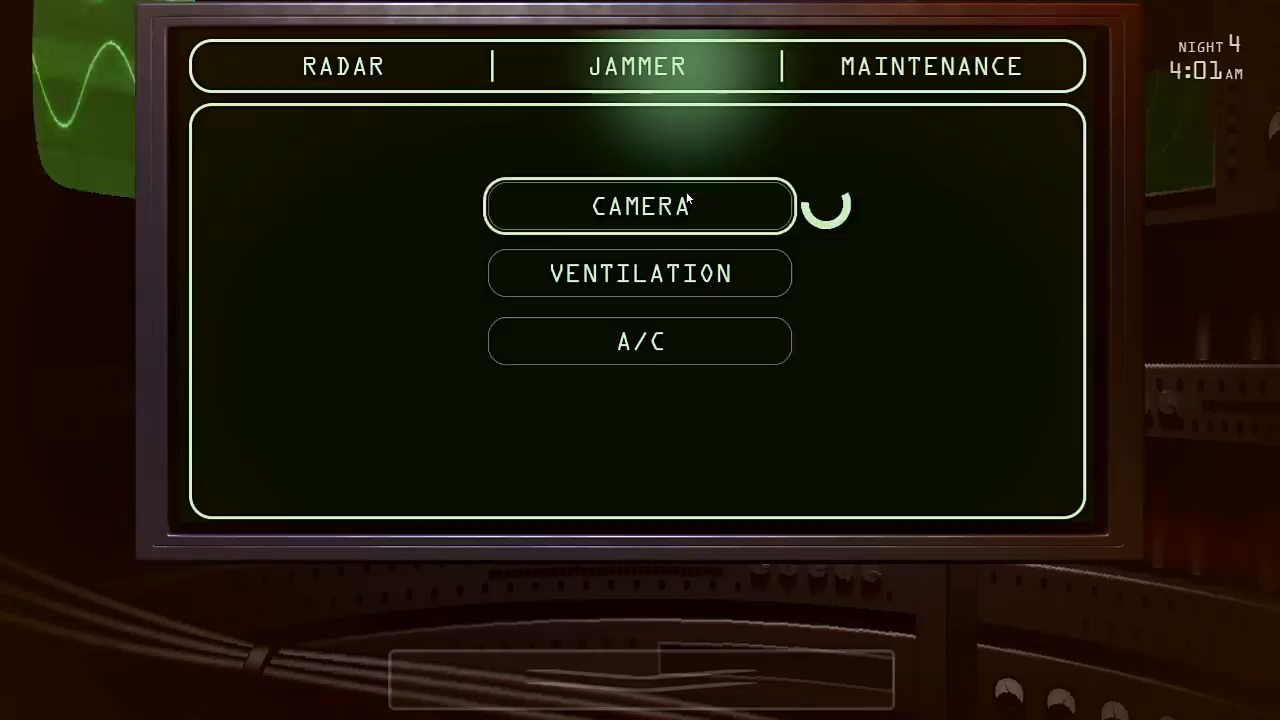 RADAR
JAMMER
MAINTENANCE
NIGHT 4
4:01AM
CAMERA
VENTILATION
A/C